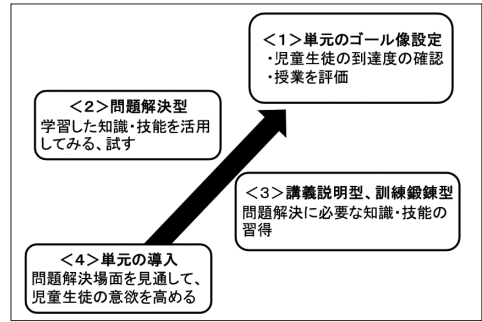 ＜1＞単元のゴール像設定
・児童生徒の到達度の確認
・授業を評価
＜2＞問題解決型
学習した知識・技能を活用
してみる、試す
＜3＞講義説明型、訓練鍛錬型
問題解決に必要な知識・技能の
習得
＜4＞単元の導入
問題解決場面を見通して、
児童生徒の意欲を高める